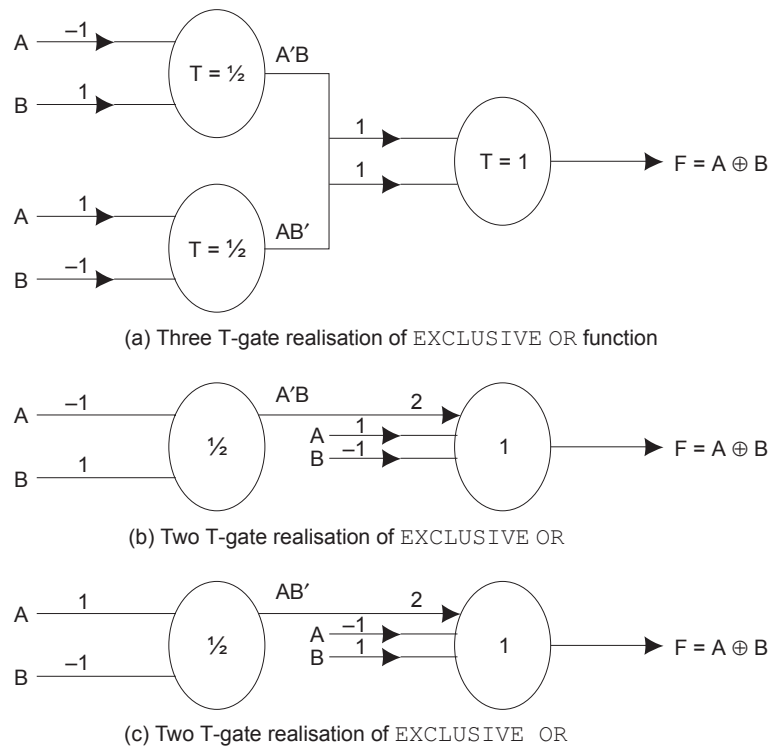 A –1
T = ½
A′B
B 1
1
T = 1
F = A ⊕ B
1
A 1
T = ½
AB′
B –1
(a) Three T-gate realisation of EXCLUSIVE OR function
A –1
½
A′B
2
A 1
B –1
1
F = A ⊕ B
B 1
(b) Two T-gate realisation of EXCLUSIVE OR
A 1
½
AB′
2
A –1
B 1
1
F = A ⊕ B
B –1
(c) Two T-gate realisation of EXCLUSIVE OR